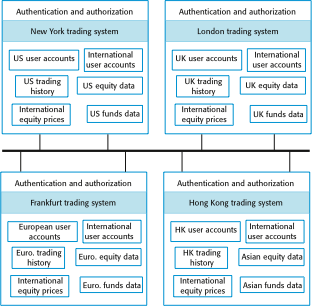 Authentication and authorization
New York trading system
US user accounts
International
user accounts
US trading
history
US equity data
International
equity prices
US funds data
Authentication and authorization
London trading system
UK user accounts
International
user accounts
UK trading
history
UK equity data
International
equity prices
UK funds data
Authentication and authorization
Frankfurt trading system
European user
accounts
International
user accounts
Euro. trading
history
Euro. equity data
International
equity prices
Euro. funds data
Authentication and authorization
Hong Kong trading system
HK user accounts
International
user accounts
HK trading
history
Asian equity data
International
equity prices
Asian funds data